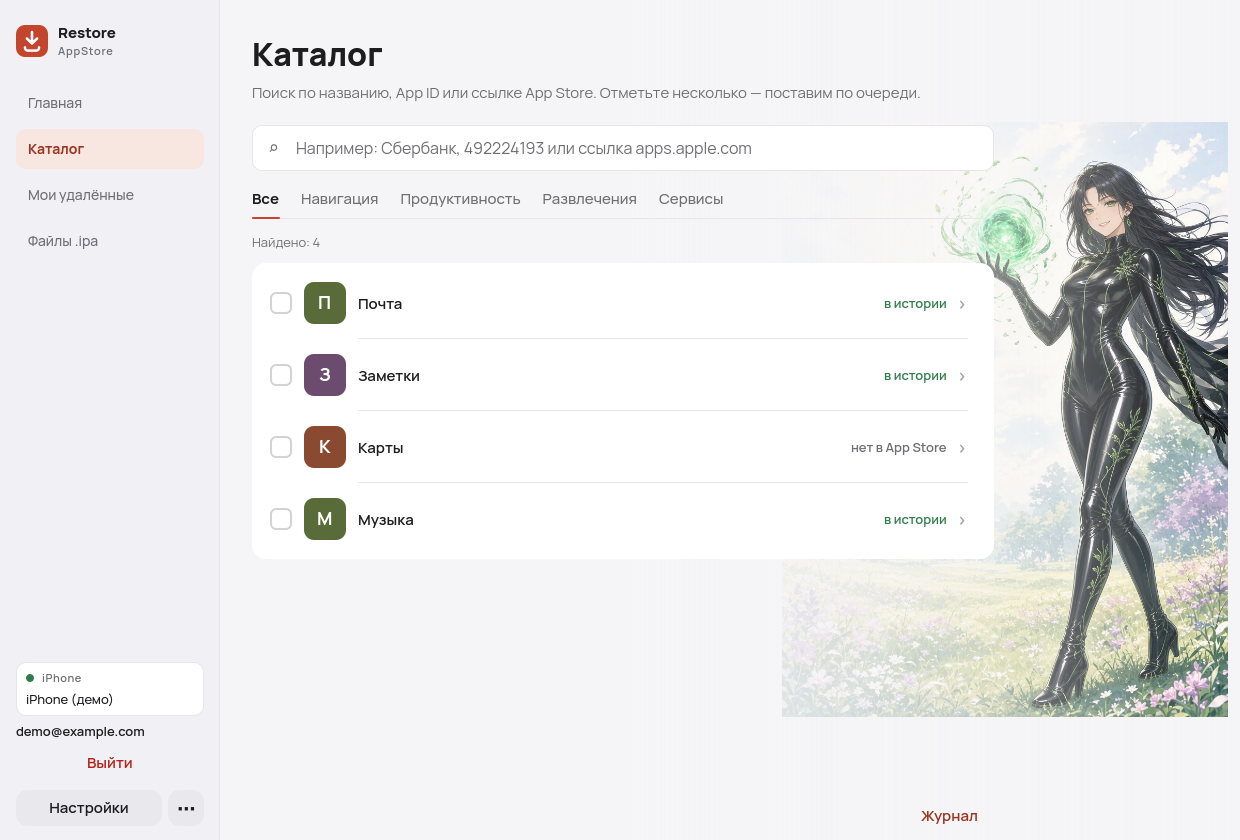 Restore
AppStore
Главная
Каталог
Мои удалённые
Файлы .ipa
iPhone
iPhone (демо)
demo@example.com
Выйти
Настройки
Каталог
Поиск по названию, App ID или ссылке App Store. Отметьте несколько — поставим по очереди.
Например: Сбербанк, 492224193 или ссылка apps.apple.com
Все Навигация Продуктивность Развлечения Сервисы
Найдено: 4
П Почта в истории
З Заметки в истории
К Карты нет в App Store
М Музыка в истории
Журнал